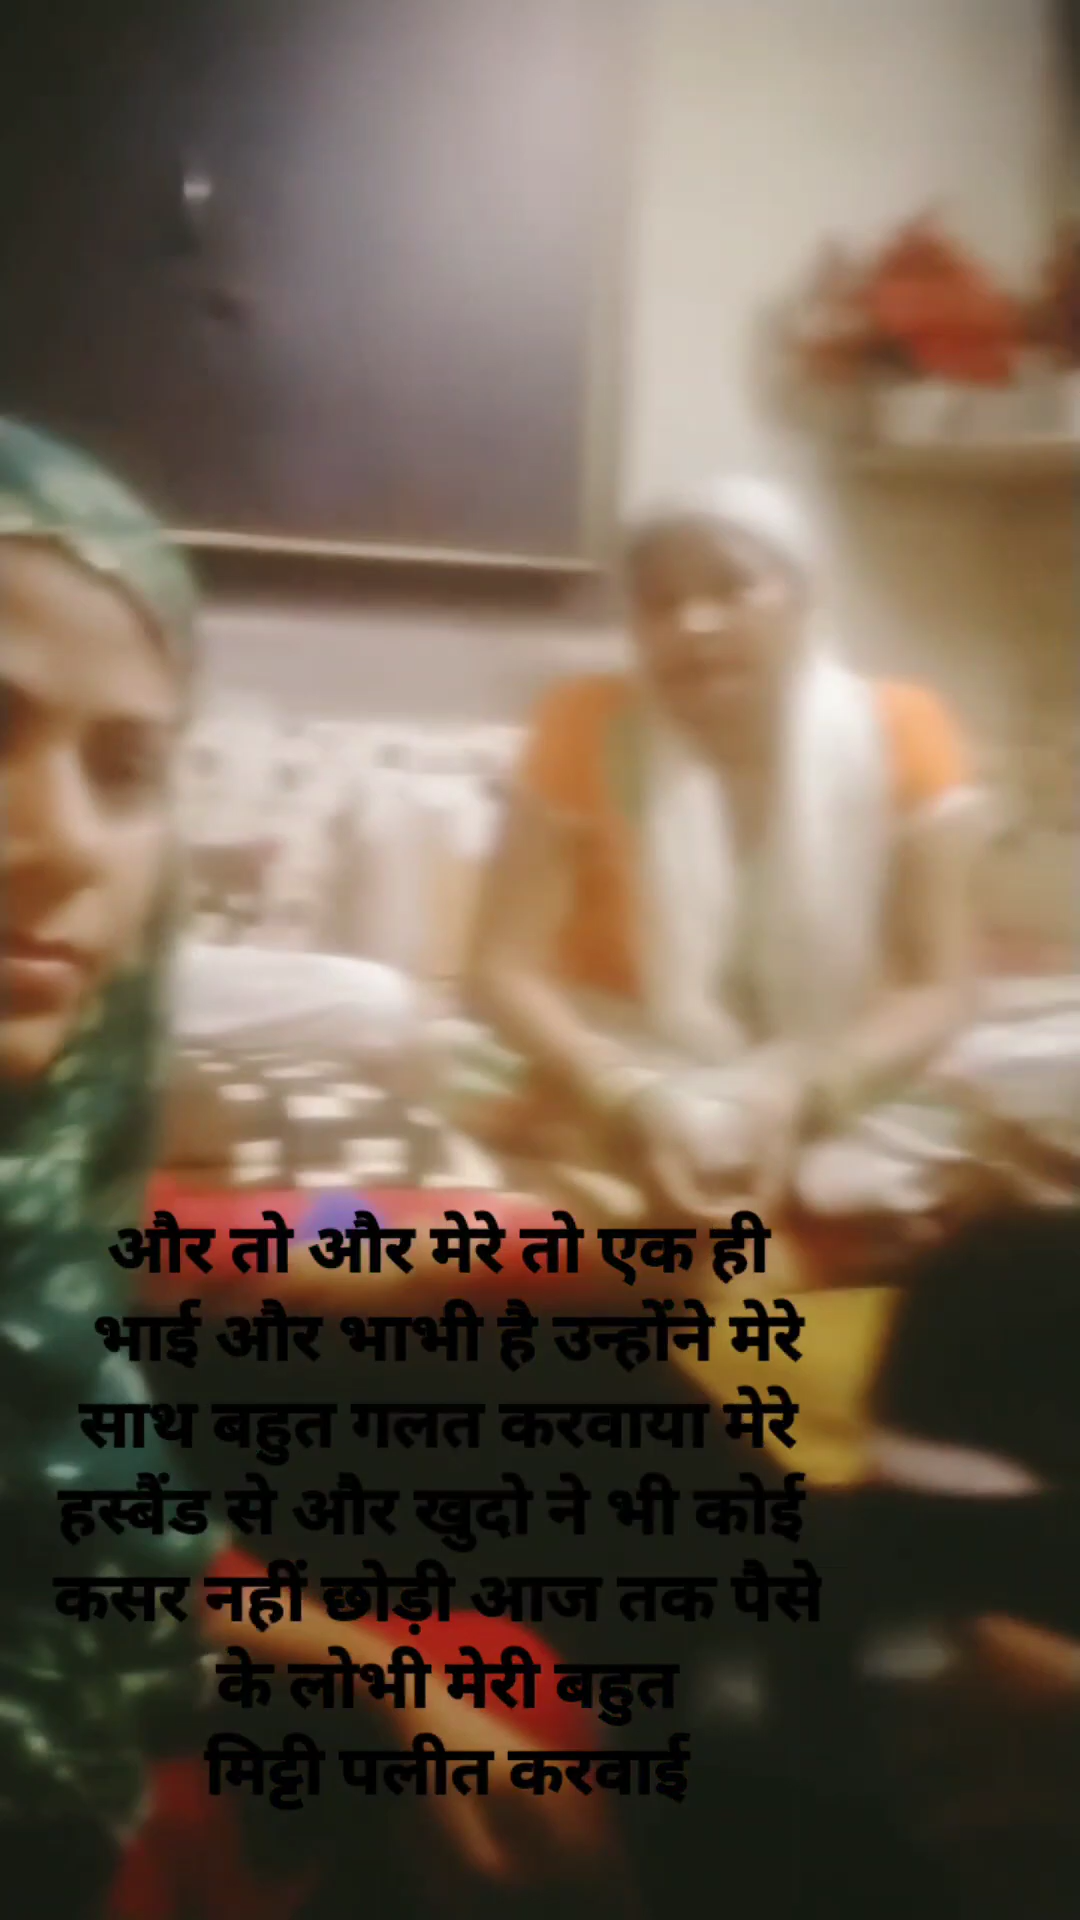 और तो और मेरे तो एक ही
भाई और भाभी है उन्होंने मेरे
साथ बहुत गलत करवाया मेरे
हस्बैंड से और खुदो ने भी कोई
कसर नहीं छोड़ी आज तक पैसे
के लोभी मेरी बहुत
मिट्टी पलीत करवाई